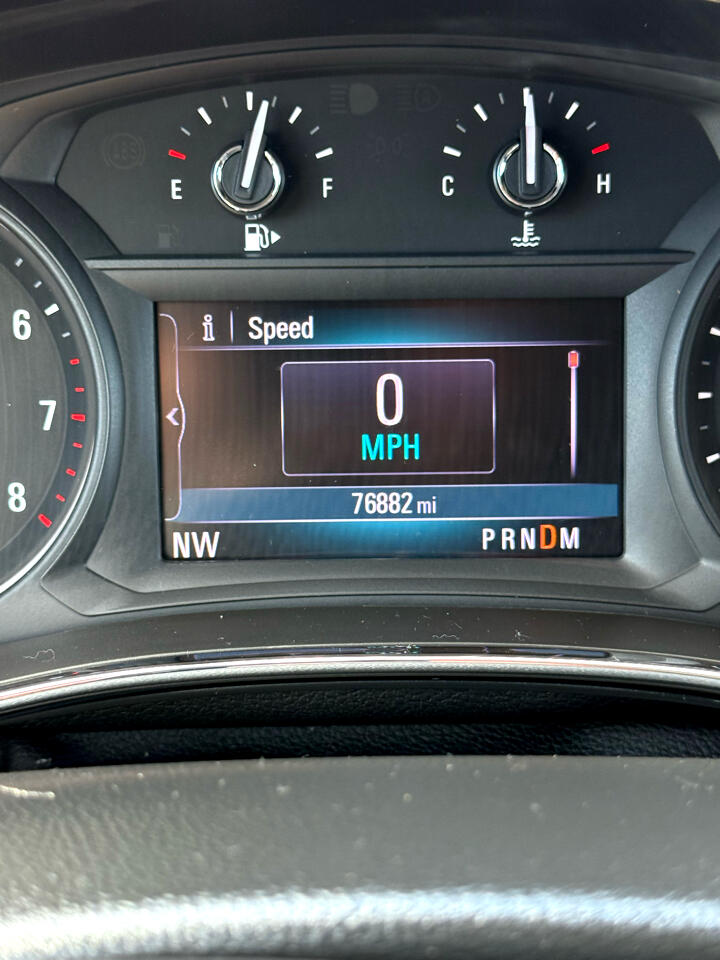 E F
C H
6
7
8
i Speed
0
MPH
76882 mi
NW
PRNDM